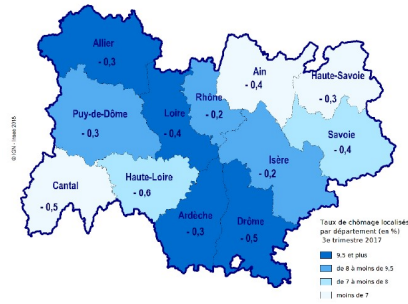 Allier
- 0,3
Ain
- 0,4
Haute-Savoie
- 0,3
Rhône
- 0,2
Puy-de-Dôme
- 0,3
Loire
- 0,4
Savoie
- 0,4
Isère
- 0,2
Haute-Loire
- 0,6
Cantal
- 0,5
Ardèche
- 0,3
Drôme
- 0,5
Taux de chômage localisés
par département (en %)
3e trimestre 2017
9.5 et plus
de 8 à moins de 9.5
de 7 à moins de 8
moins de 7